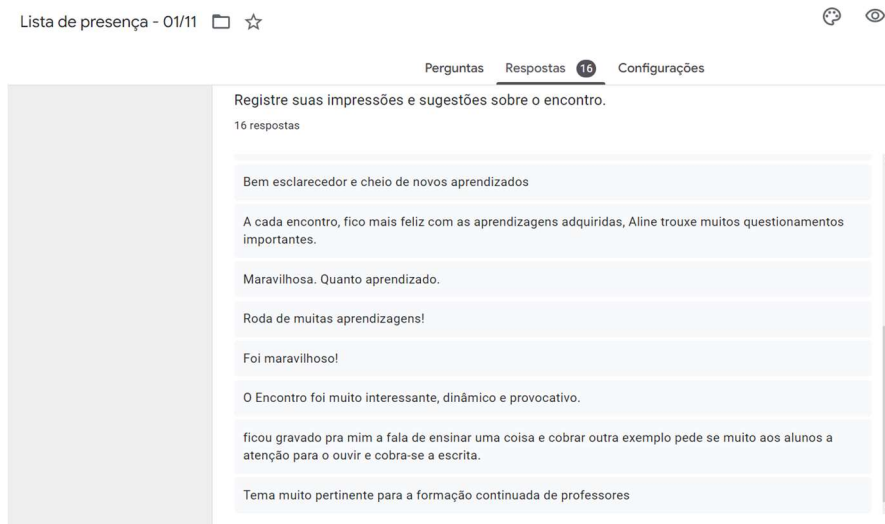 Lista de presença - 01/11
Perguntas Respostas 16 Configurações
Registre suas impressões e sugestões sobre o encontro.
16 respostas
Bem esclarecedor e cheio de novos aprendizados
A cada encontro, fico mais feliz com as aprendizagens adquiridas, Aline trouxe muitos questionamentos
importantes.
Maravilhosa. Quanto aprendizado.
Roda de muitas aprendizagens!
Foi maravilhoso!
O Encontro foi muito interessante, dinâmico e provocativo.
ficou gravado pra mim a fala de ensinar uma coisa e cobrar outra exemplo pede se muito aos alunos a
atenção para o ouvir e cobra-se a escrita.
Tema muito pertinente para a formação continuada de professores